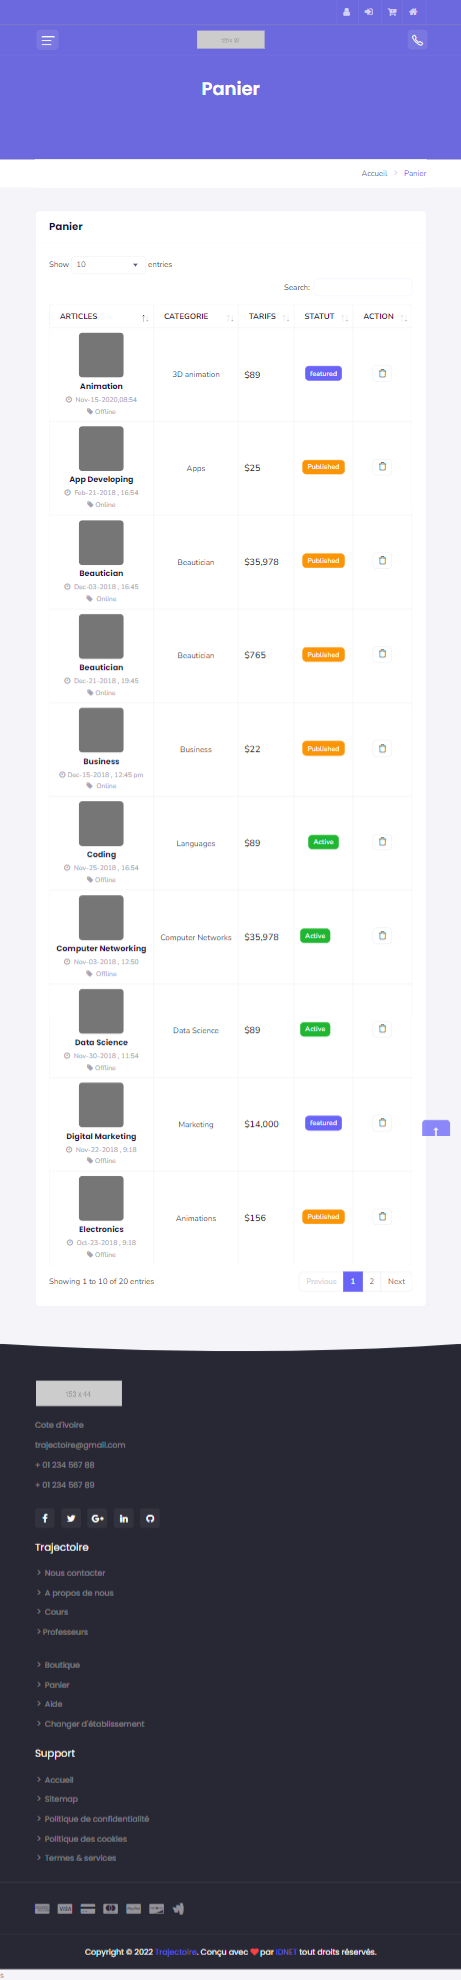 153 x 95
Panier
Accueil > Panier
Panier
Show 10 entries
Search:
ARTICLES CATEGORIE TARIFS STATUT ACTION
Animation
Nov-15-2020,08:54
Offline
3D animation $89 featured
App Developing
Feb-21-2018 , 16:54
Online
Apps $25 Published
Beautician
Dec-03-2018 , 16:45
Online
Beautician $35,978 Published
Beautician
Dec-21-2018 , 19:45
Online
Beautician $765 Published
Business
Dec-15-2018 , 12:45 pm
Online
Business $22 Published
Coding
Nov-25-2018 , 16:54
Offline
Languages $89 Active
Computer Networking
Nov-03-2018 , 12:50
Offline
Computer Networks $35,978 Active
Data Science
Nov-30-2018 , 11:54
Offline
Data Science $89 Active
Digital Marketing
Nov-22-2018 , 9:18
Offline
Marketing $14,000 featured
Electronics
Oct-23-2018 , 9:18
Offline
Animations $156 Published
Showing 1 to 10 of 20 entries
Previous 1 2 Next
153 x 44
Cote d'ivoire
trajectoire@gmail.com
+ 01 234 567 88
+ 01 234 567 89
Trajectoire
Nous contacter
A propos de nous
Cours
Professeurs
Boutique
Panier
Aide
Changer d'établissement
Support
Accueil
Sitemap
Politique de confidentialité
Politique des cookies
Termes & services
Copyright © 2022 Trajectoire. Conçu avec ❤ par IDNET tout droits réservés.
s